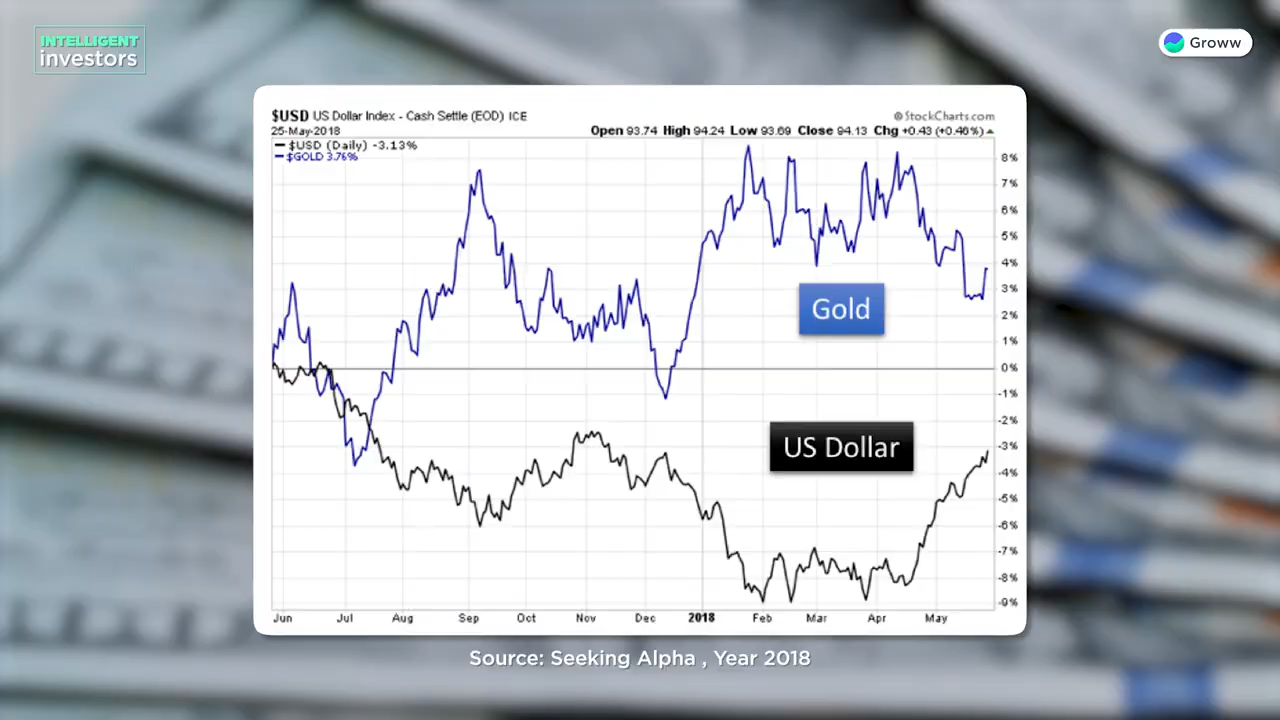 INTELLIGENT
investors
Groww
$USD US Dollar Index - Cash Settle (EOD) ICE
@StockCharts.com
25-May-2018
Open 93.74 High 94.24 Low 93.69 Close 94.13 Chg +0.43 (+0.46%)
$USD (Daily) -3.13%
$GOLD 3.76%
8%
7%
6%
5%
4%
3%
2%
1%
0%
-1%
-2%
-3%
-4%
-5%
-6%
-7%
-8%
-9%
Gold
US Dollar
Jun Jul Aug Sep Oct Nov Dec 2018 Feb Mar Apr May
Source: Seeking Alpha , Year 2018